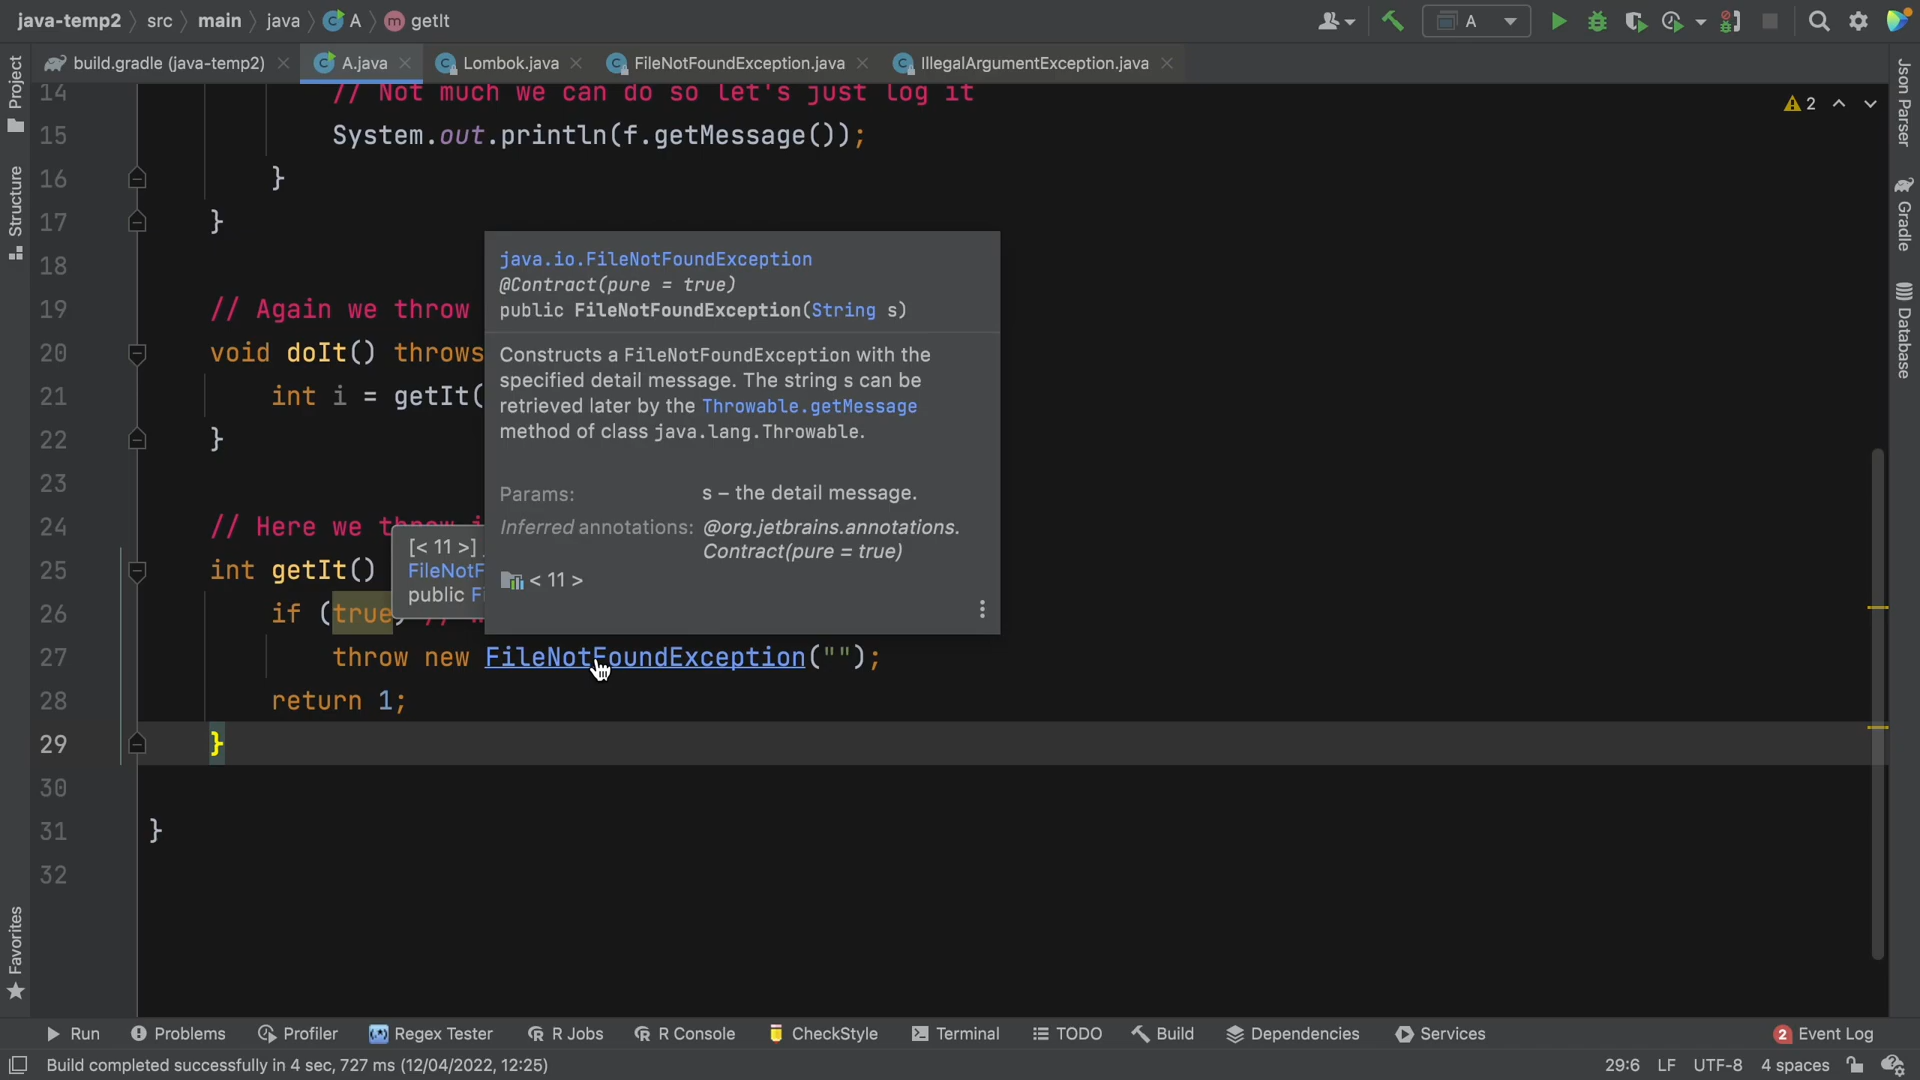 java-temp2 src main java A getIt
A
build.gradle (java-temp2) A.java Lombok.java FileNotFoundException.java IllegalArgumentException.java
14 // Not much we can do so let's just log it
2
15 System.out.println(f.getMessage());
16 }
17 }
18
19 // Again we throw
20 void doIt() throws
21 int i = getIt(
22 }
23
24 // Here we throw
25 int getIt()
26 if (true) //
27 throw new FileNotFoundException("");
28 return 1;
29 }
30
31 }
32
java.io.FileNotFoundException
@Contract(pure = true)
public FileNotFoundException(String s)
Constructs a FileNotFoundException with the
specified detail message. The string s can be
retrieved later by the Throwable.getMessage
method of class java.lang.Throwable.
Params: s – the detail message.
Inferred annotations: @org.jetbrains.annotations.
Contract(pure = true)
< 11 >
[< 11 >]
FileNotF
public Fi
Project
Structure
Favorites
Json Parser
Gradle
Database
Run Problems Profiler Regex Tester R Jobs R Console CheckStyle Terminal TODO Build Dependencies Services 2 Event Log
Build completed successfully in 4 sec, 727 ms (12/04/2022, 12:25) 29:6 LF UTF-8 4 spaces